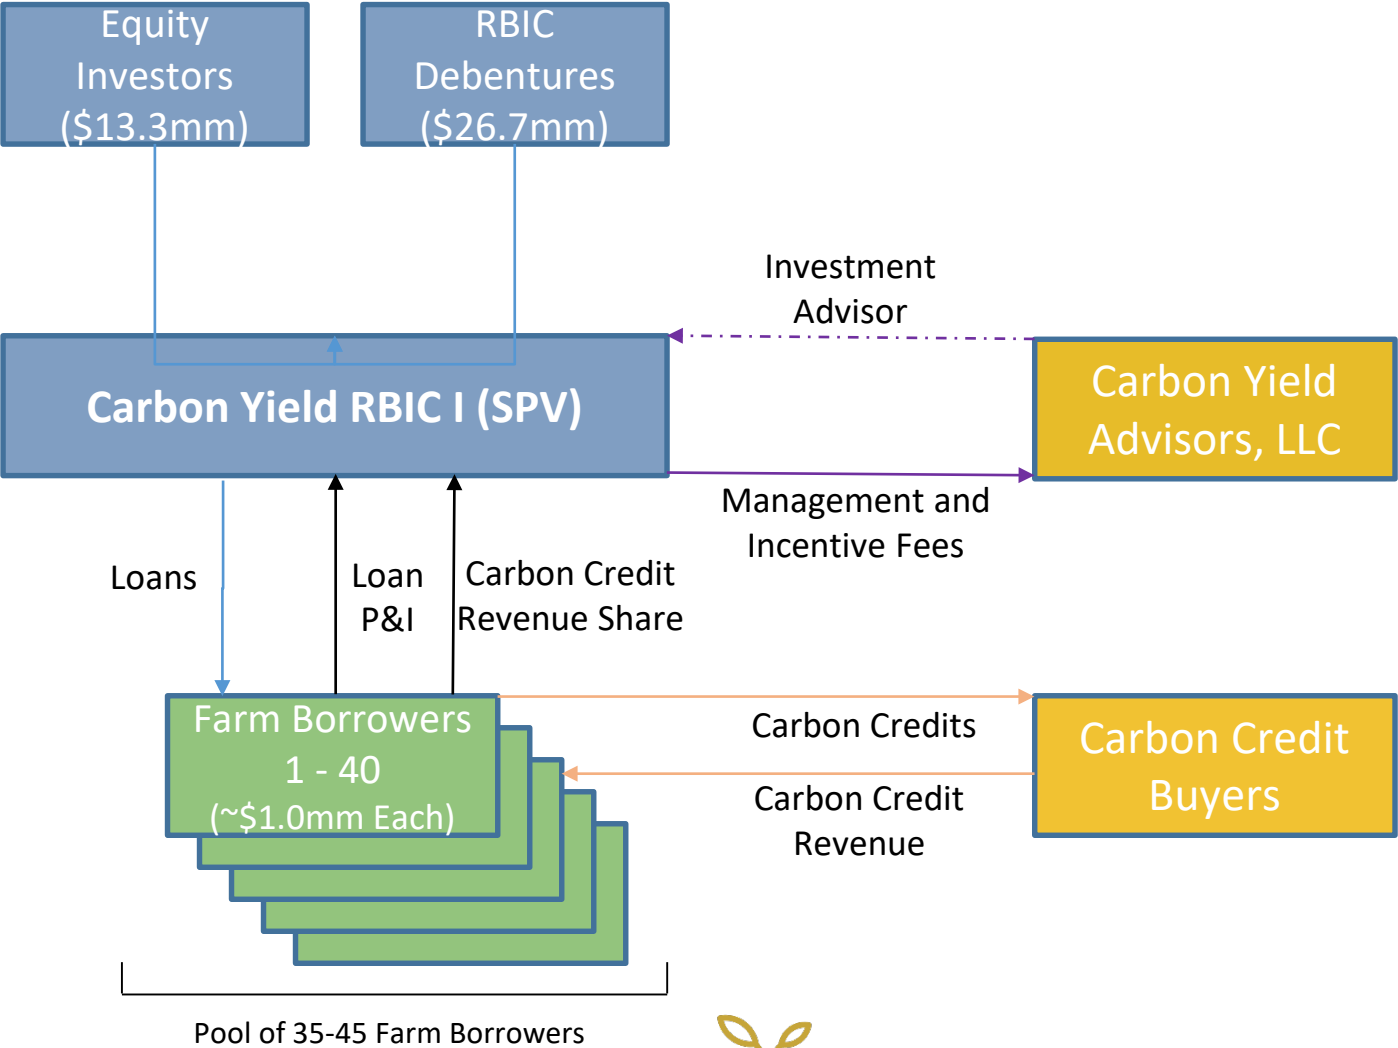 Equity
Investors
($13.3mm)
RBIC
Debentures
($26.7mm)
Investment
Advisor
Carbon Yield RBIC I (SPV)
Carbon Yield
Advisors, LLC
Management and
Incentive Fees
Loans
Loan
P&I
Carbon Credit
Revenue Share
Farm Borrowers
1 - 40
(~$1.0mm Each)
Carbon Credits
Carbon Credit
Revenue
Carbon Credit
Buyers
Pool of 35-45 Farm Borrowers